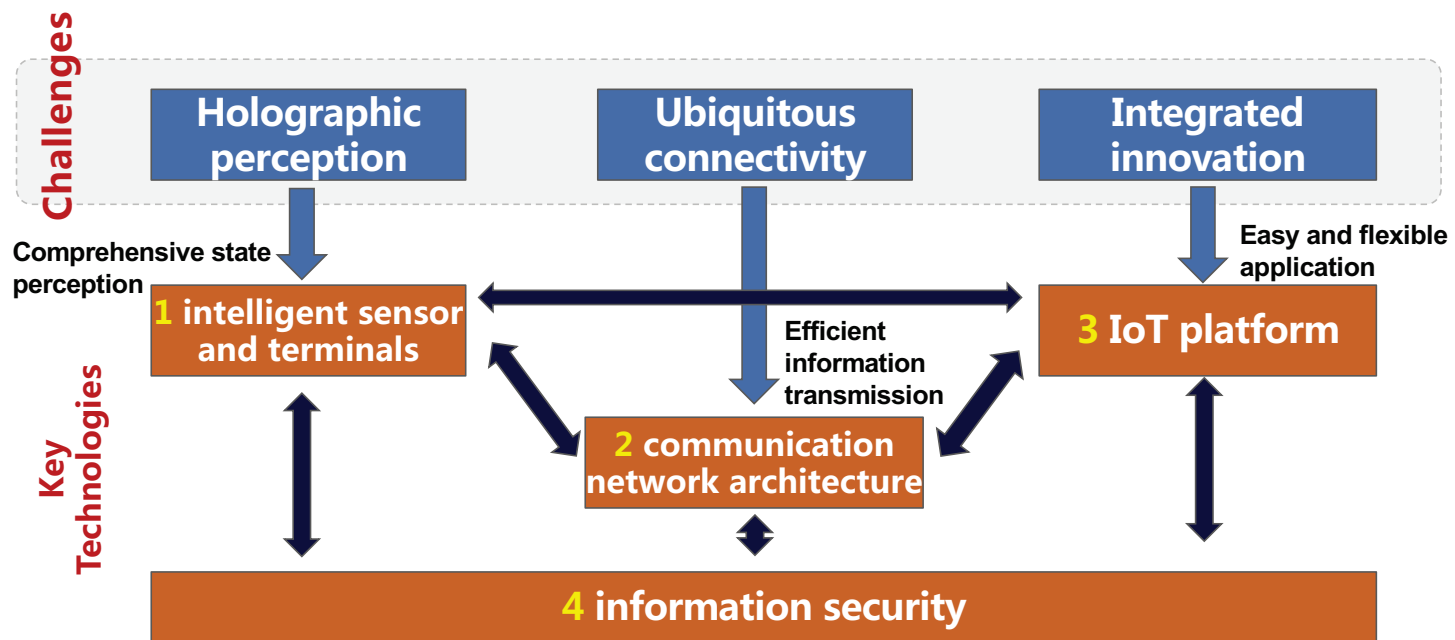 Challenges
Holographic
perception
Ubiquitous
connectivity
Integrated
innovation
Comprehensive state
perception
Easy and flexible
application
1 intelligent sensor
and terminals
Efficient
information
transmission
3 IoT platform
Key
Technologies
2 communication
network architecture
4 information security